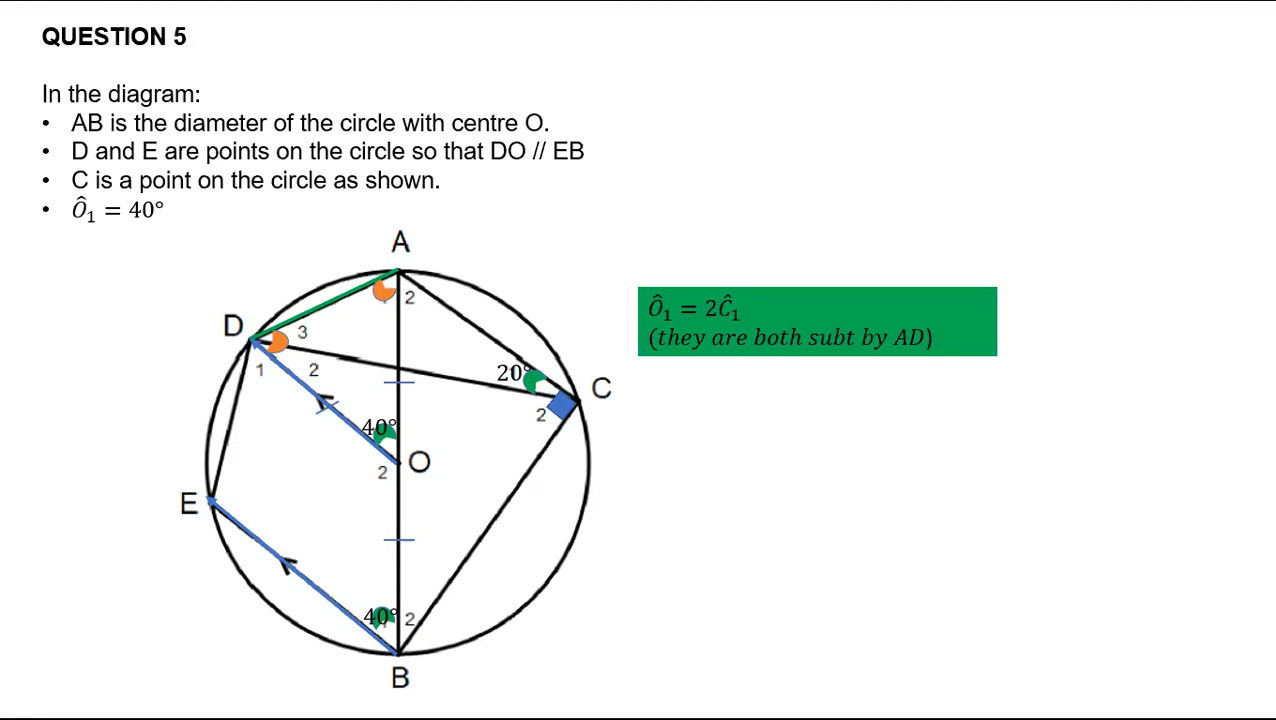 QUESTION 5
In the diagram:
• AB is the diameter of the circle with centre O.
• D and E are points on the circle so that DO // EB
• C is a point on the circle as shown.
• Ô₁ = 40°
A
2
Ô₁ = 2Ĉ₁
(they are both subt by AD)
D
3
1
2
20°
C
2
40°
O
2
E
40°
2
B